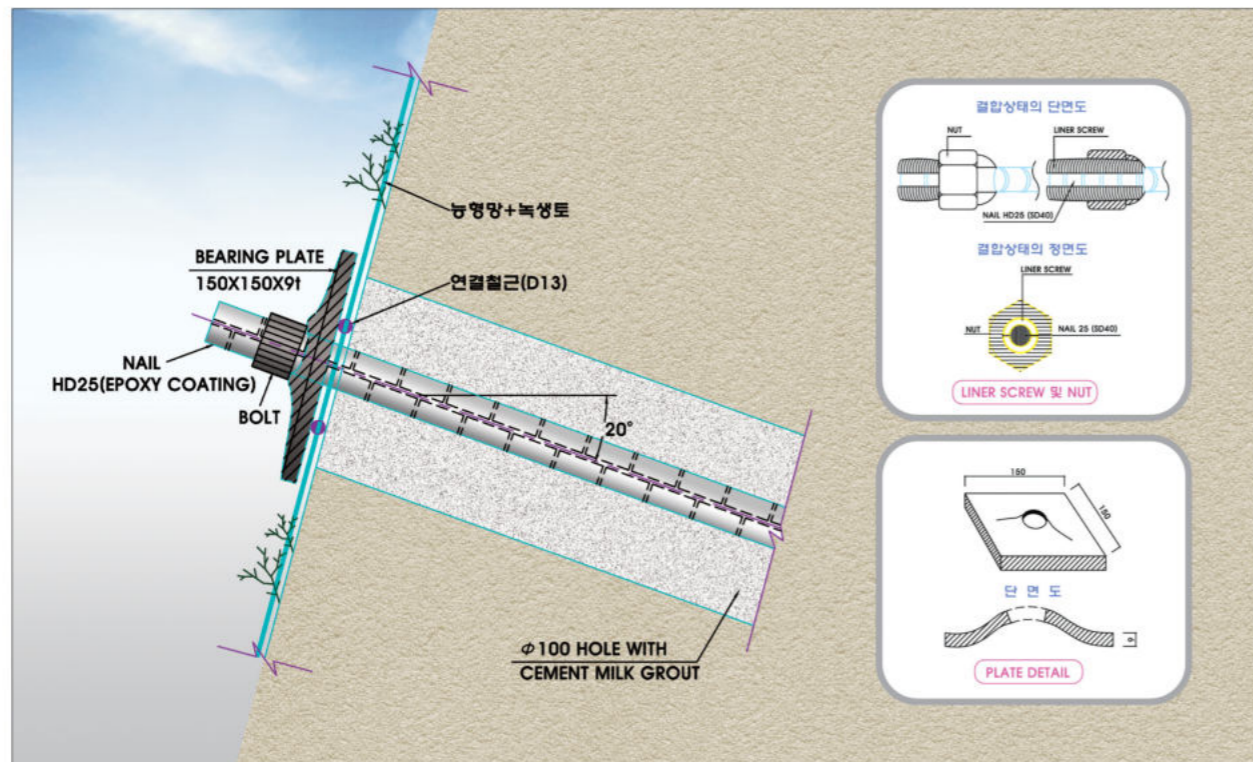 능형망+녹생토
BEARING PLATE
150X150X9t
연결철근(D13)
NAIL
HD25(EPOXY COATING)
BOLT
20°
Φ100 HOLE WITH
CEMENT MILK GROUT
결합상태의 단면도
NUT
LINER SCREW
NAIL HD25 (SD40)
결합상태의 정면도
LINER SCREW
NUT
NAIL 25 (SD40)
LINER SCREW 및 NUT
150
150
단 면 도
9
PLATE DETAIL